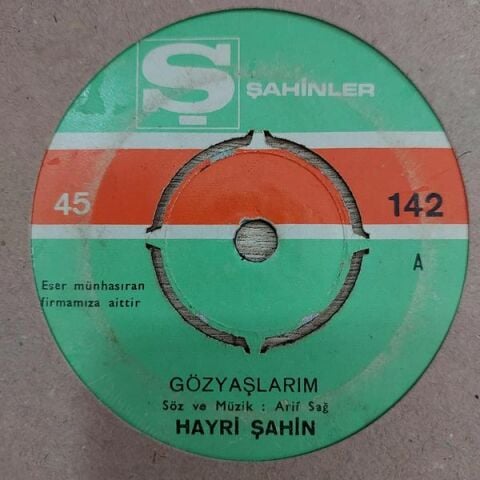 Ş ŞAHİNLER
45 142
A
Eser münhasıran
firmamıza aittir
GÖZYAŞLARIM
Söz ve Müzik : Arif Sağ
HAYRİ ŞAHİN